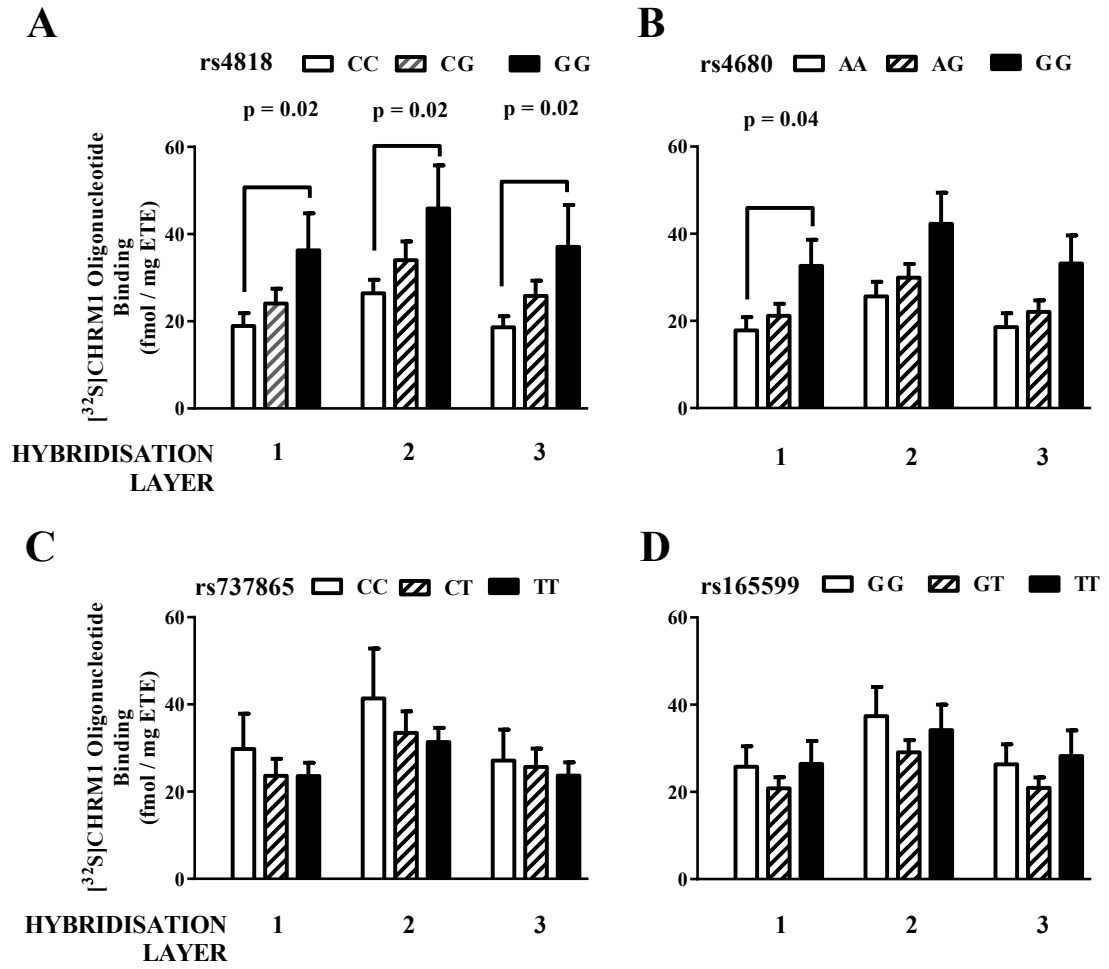 A
rs4818 CC CG GG
p = 0.02 p = 0.02 p = 0.02
[³²S]CHRM1 Oligonucleotide
Binding
(fmol / mg ETE)
60
40
20
0
HYBRIDISATION
LAYER
1 2 3
B
rs4680 AA AG GG
p = 0.04
60
40
20
0
1 2 3
C
rs737865 CC CT TT
[³²S]CHRM1 Oligonucleotide
Binding
(fmol / mg ETE)
60
40
20
0
HYBRIDISATION
LAYER
1 2 3
D
rs165599 GG GT TT
60
40
20
0
1 2 3